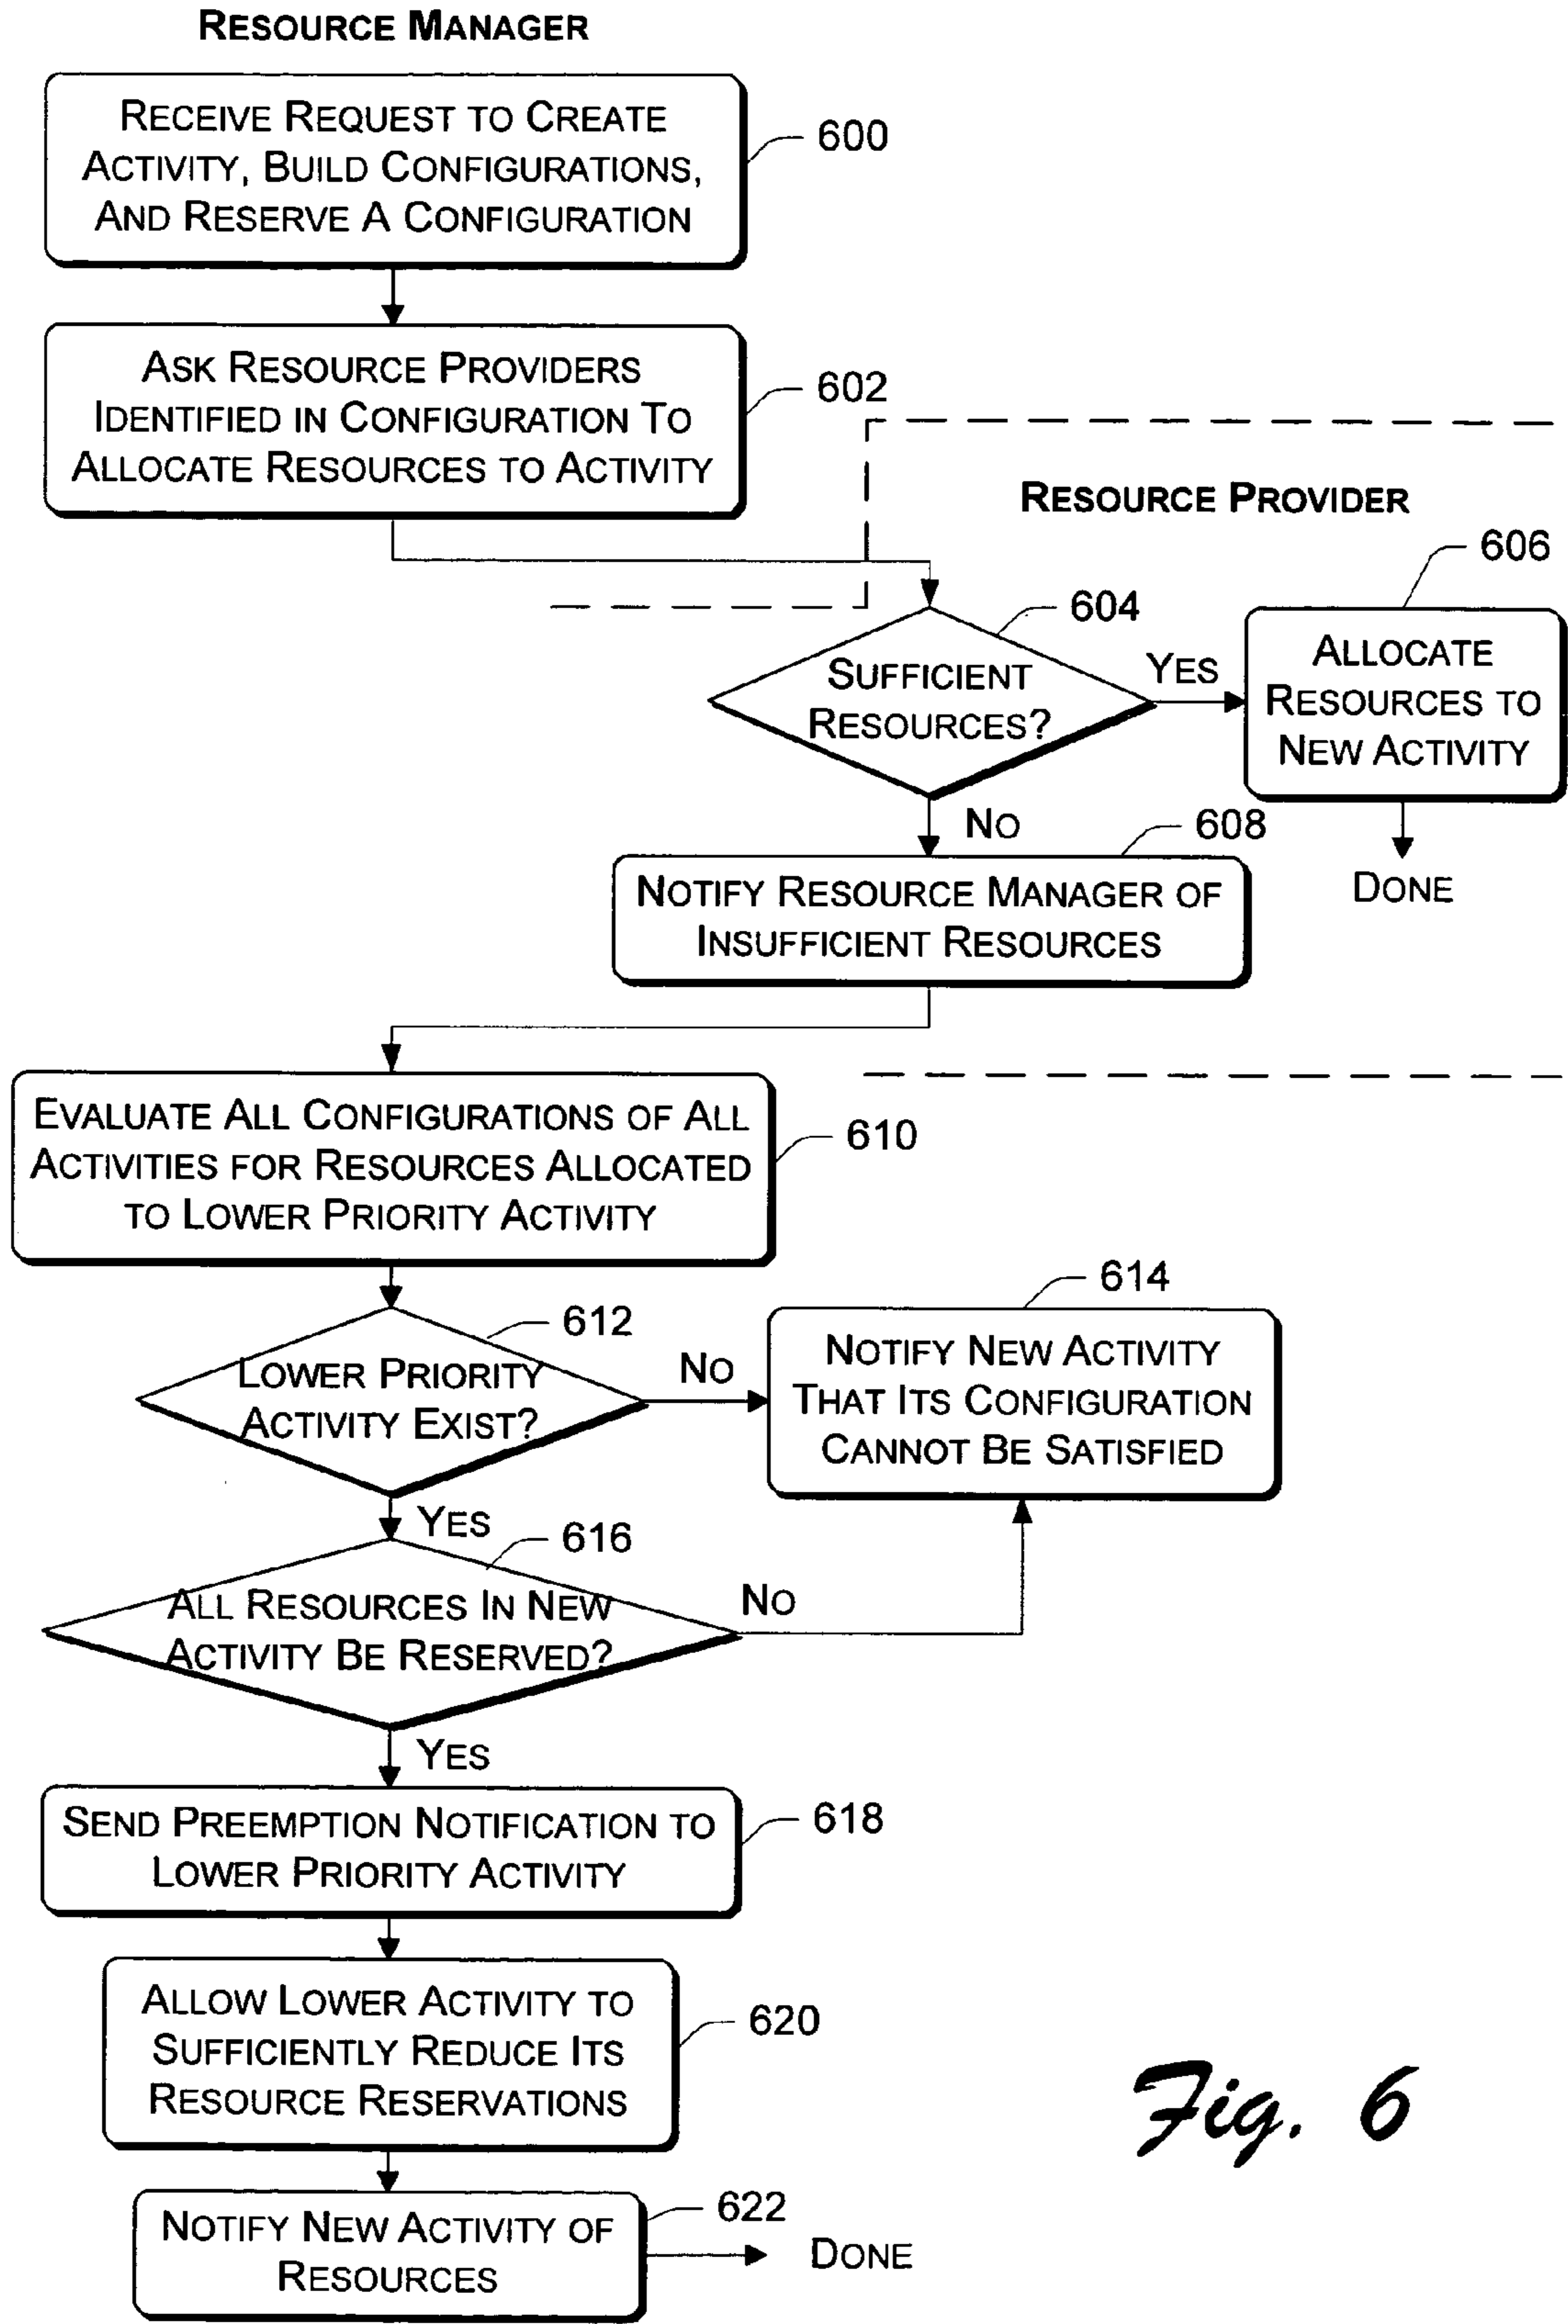 RESOURCE MANAGER
RECEIVE REQUEST TO CREATE
ACTIVITY, BUILD CONFIGURATIONS,
AND RESERVE A CONFIGURATION
600
ASK RESOURCE PROVIDERS
IDENTIFIED IN CONFIGURATION TO
ALLOCATE RESOURCES TO ACTIVITY
602
RESOURCE PROVIDER
604
SUFFICIENT
RESOURCES?
YES
606
ALLOCATE
RESOURCES TO
NEW ACTIVITY
DONE
NO
608
NOTIFY RESOURCE MANAGER OF
INSUFFICIENT RESOURCES
EVALUATE ALL CONFIGURATIONS OF ALL
ACTIVITIES FOR RESOURCES ALLOCATED
TO LOWER PRIORITY ACTIVITY
610
612
LOWER PRIORITY
ACTIVITY EXIST?
NO
614
NOTIFY NEW ACTIVITY
THAT ITS CONFIGURATION
CANNOT BE SATISFIED
YES
616
ALL RESOURCES IN NEW
ACTIVITY BE RESERVED?
NO
YES
SEND PREEMPTION NOTIFICATION TO
LOWER PRIORITY ACTIVITY
618
ALLOW LOWER ACTIVITY TO
SUFFICIENTLY REDUCE ITS
RESOURCE RESERVATIONS
620
NOTIFY NEW ACTIVITY OF
RESOURCES
622
DONE
Fig. 6